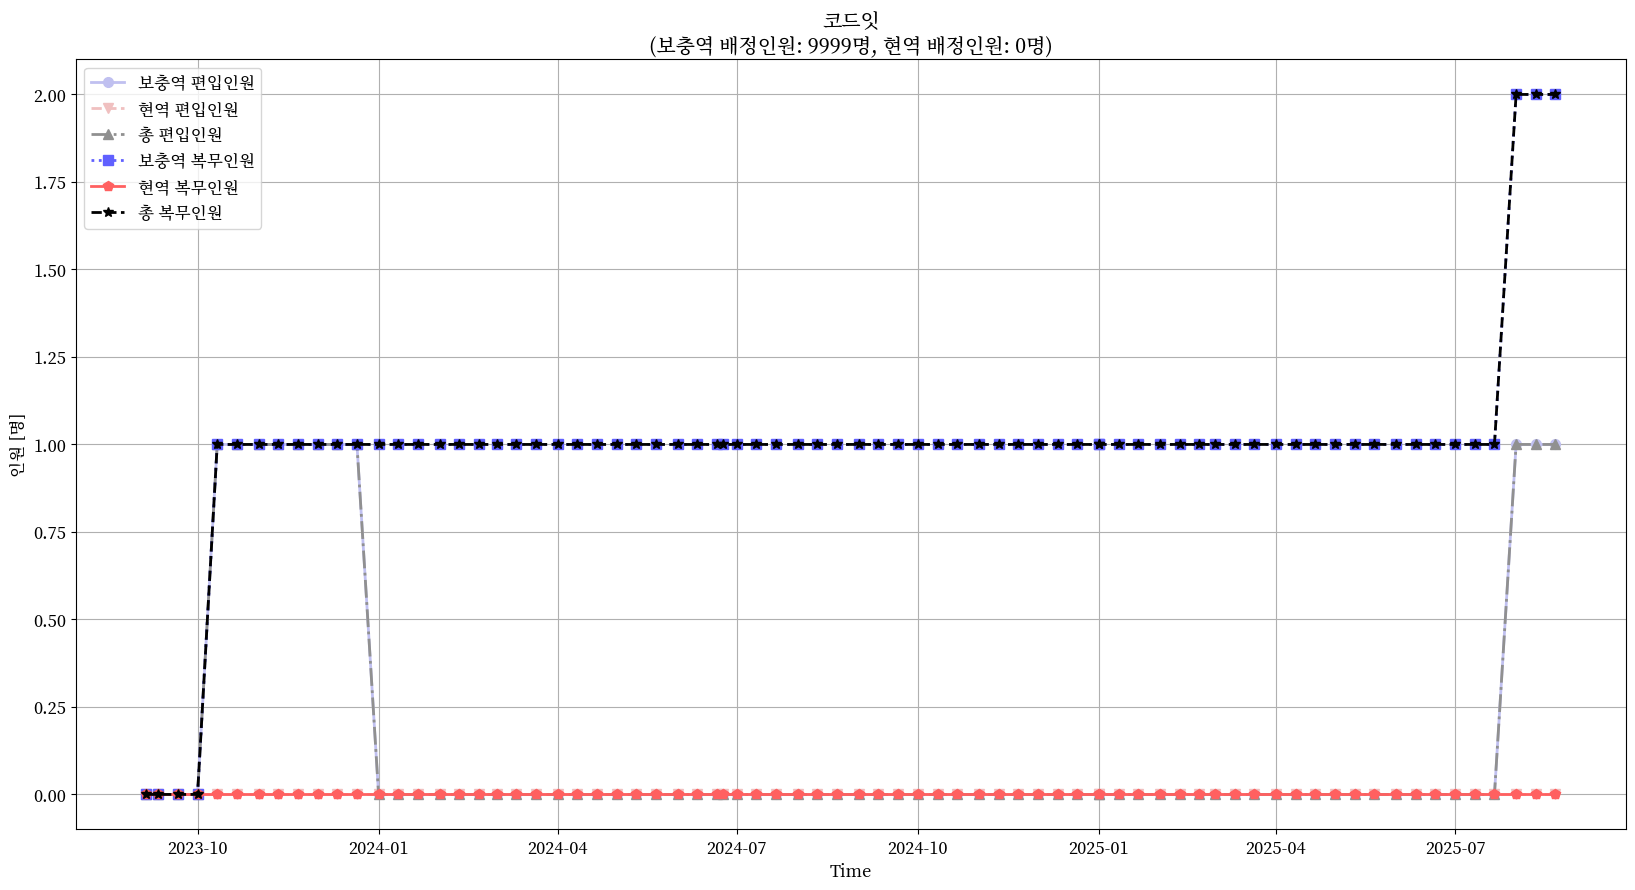 코드잇
(보충역 배정인원: 9999명, 현역 배정인원: 0명)
보충역 편입인원
현역 편입인원
총 편입인원
보충역 복무인원
현역 복무인원
총 복무인원
인원 [명]
2.00
1.75
1.50
1.25
1.00
0.75
0.50
0.25
0.00
2023-10 2024-01 2024-04 2024-07 2024-10 2025-01 2025-04 2025-07
Time